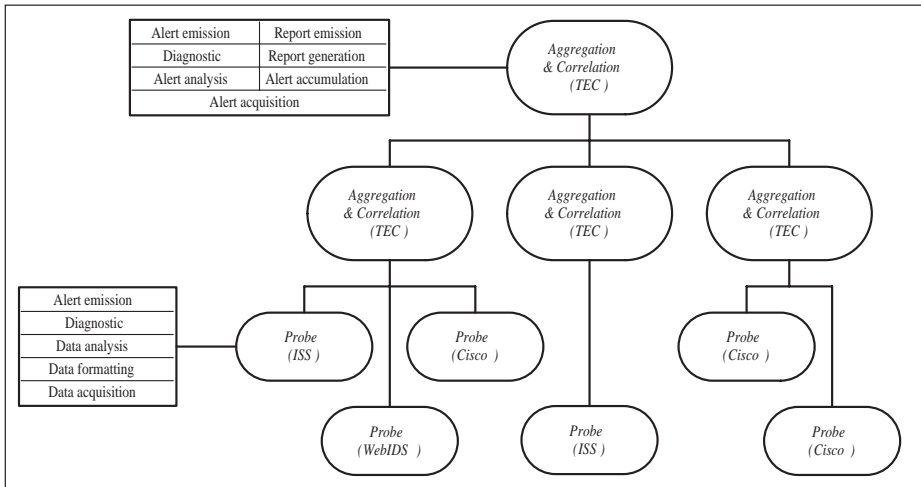 Alert emission Report emission
Diagnostic Report generation
Alert analysis Alert accumulation
Alert acquisition
Aggregation
& Correlation
(TEC )
Aggregation
& Correlation
(TEC )
Aggregation
& Correlation
(TEC )
Aggregation
& Correlation
(TEC )
Alert emission
Diagnostic
Data analysis
Data formatting
Data acquisition
Probe
(ISS )
Probe
(Cisco )
Probe
(Cisco )
Probe
(WebIDS )
Probe
(ISS )
Probe
(Cisco )